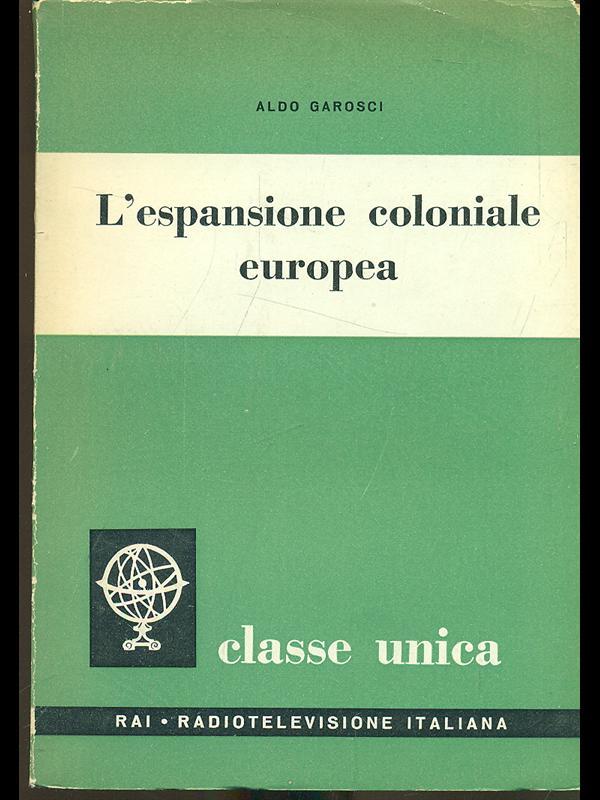 ALDO GAROSCI
L'espansione coloniale
europea
classe unica
RAI • RADIOTELEVISIONE ITALIANA